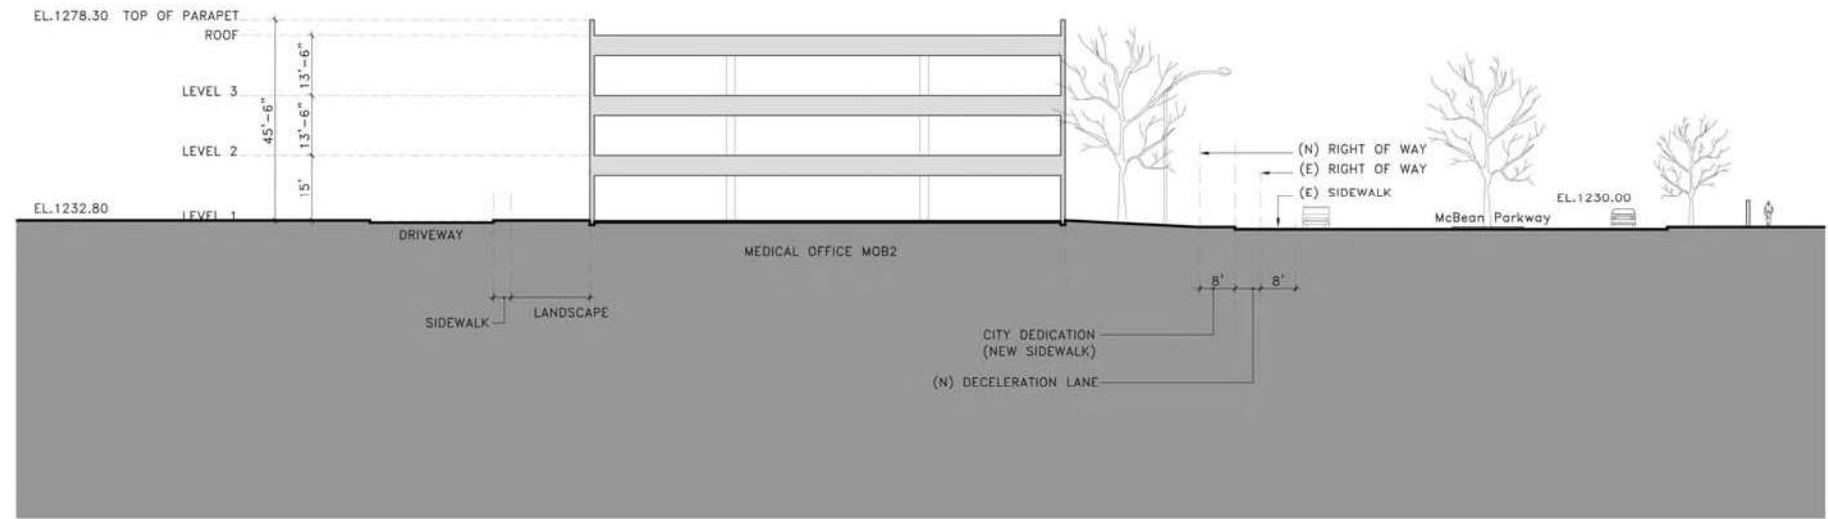 EL.1278.30 TOP OF PARAPET
ROOF
13'-6"
LEVEL 3
45'-6"
13'-6"
LEVEL 2
15'
EL.1232.80
LEVEL 1
DRIVEWAY
MEDICAL OFFICE MOB2
SIDEWALK
LANDSCAPE
(N) RIGHT OF WAY
(E) RIGHT OF WAY
(E) SIDEWALK
EL.1230.00
McBean Parkway
8'
8'
CITY DEDICATION
(NEW SIDEWALK)
(N) DECELERATION LANE